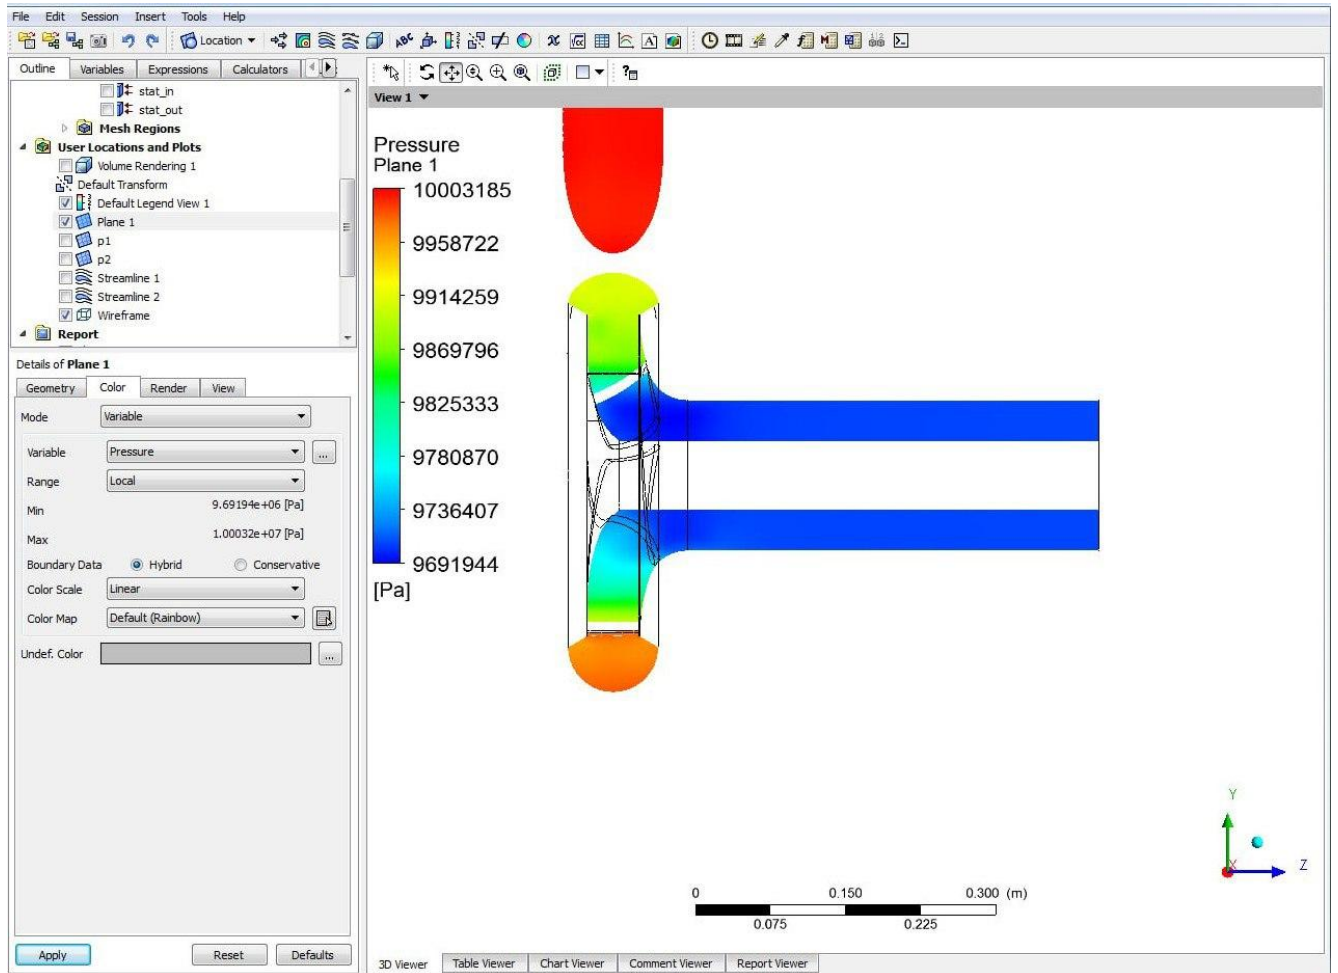 File Edit Session Insert Tools Help
Location
Outline Variables Expressions Calculators
stat_in
stat_out
Mesh Regions
User Locations and Plots
Volume Rendering 1
Default Transform
Default Legend View 1
Plane 1
p1
p2
Streamline 1
Streamline 2
Wireframe
Report
Details of Plane 1
Geometry Color Render View
Mode Variable
Variable Pressure ...
Range Local
Min 9.69194e+06 [Pa]
Max 1.00032e+07 [Pa]
Boundary Data Hybrid Conservative
Color Scale Linear
Color Map Default (Rainbow)
Undef. Color ...
Apply Reset Defaults
View 1
Pressure
Plane 1
10003185
9958722
9914259
9869796
9825333
9780870
9736407
9691944
[Pa]
Y
X Z
0 0.150 0.300 (m)
0.075 0.225
3D Viewer Table Viewer Chart Viewer Comment Viewer Report Viewer